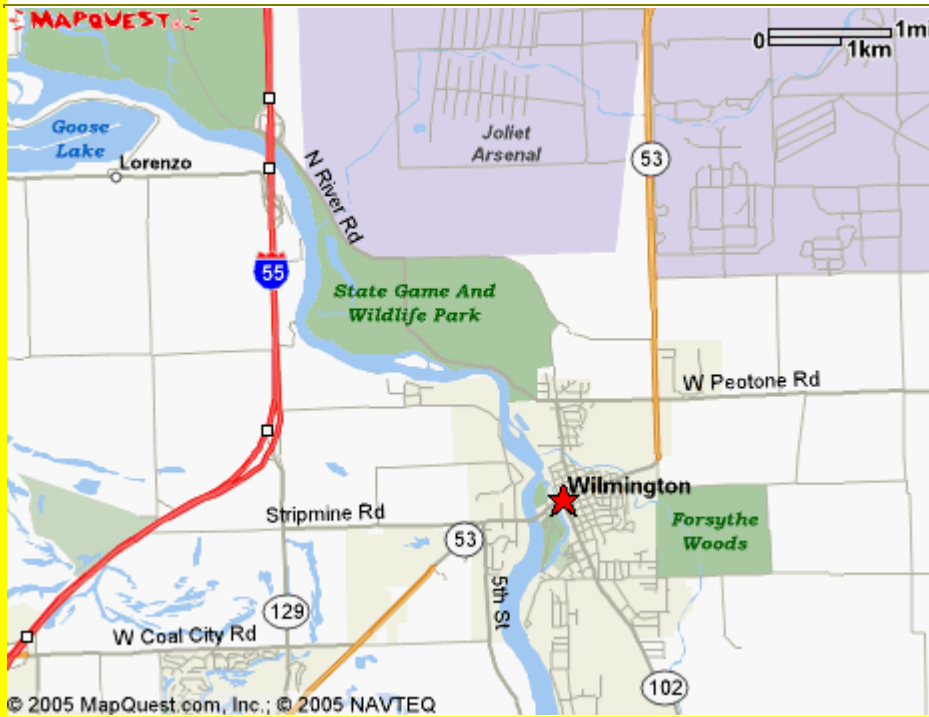 MAPQUEST®
0 1mi
1km
Goose
Lake
Lorenzo
N River Rd
Joliet
Arsenal
53
55
State Game And
Wildlife Park
W Peotone Rd
Wilmington
Stripmine Rd
53
Forsythe
Woods
5th St
129
W Coal City Rd
102
© 2005 MapQuest.com, Inc.; © 2005 NAVTEQ